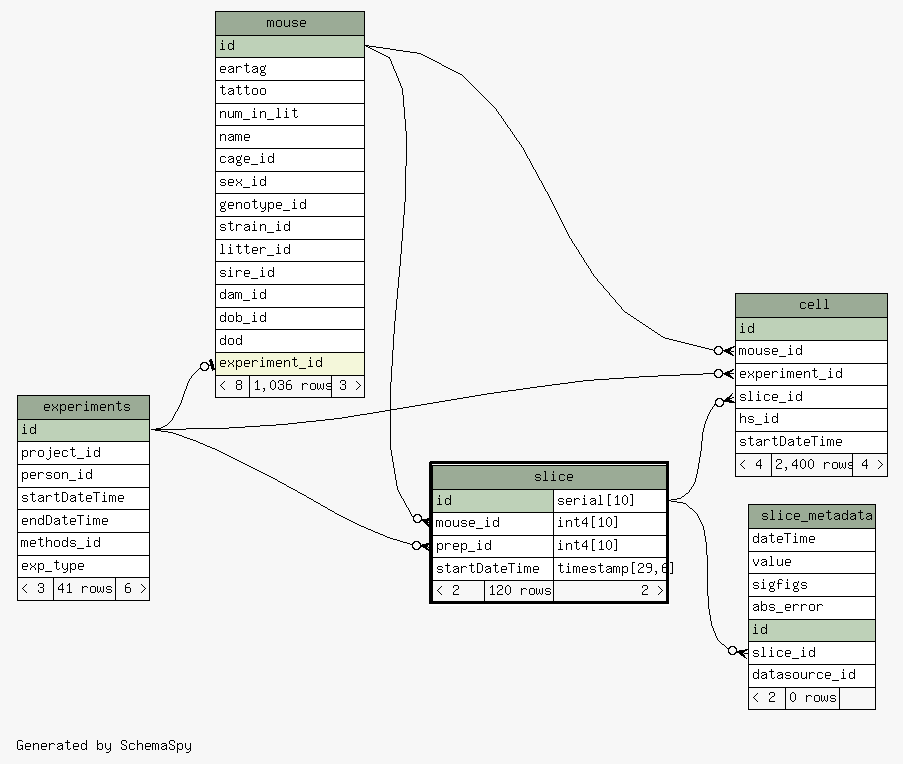 mouse
id
eartag
tattoo
num_in_lit
name
cage_id
sex_id
genotype_id
strain_id
litter_id
sire_id
dam_id
dob_id
dod
experiment_id
< 8 1,036 rows 3 >
experiments
id
project_id
person_id
startDateTime
endDateTime
methods_id
exp_type
< 3 41 rows 6 >
slice
id serial[10]
mouse_id int4[10]
prep_id int4[10]
startDateTime timestamp[29,6]
< 2 120 rows 2 >
cell
id
mouse_id
experiment_id
slice_id
hs_id
startDateTime
< 4 2,400 rows 4 >
slice_metadata
dateTime
value
sigfigs
abs_error
id
slice_id
datasource_id
< 2 0 rows
Generated by SchemaSpy